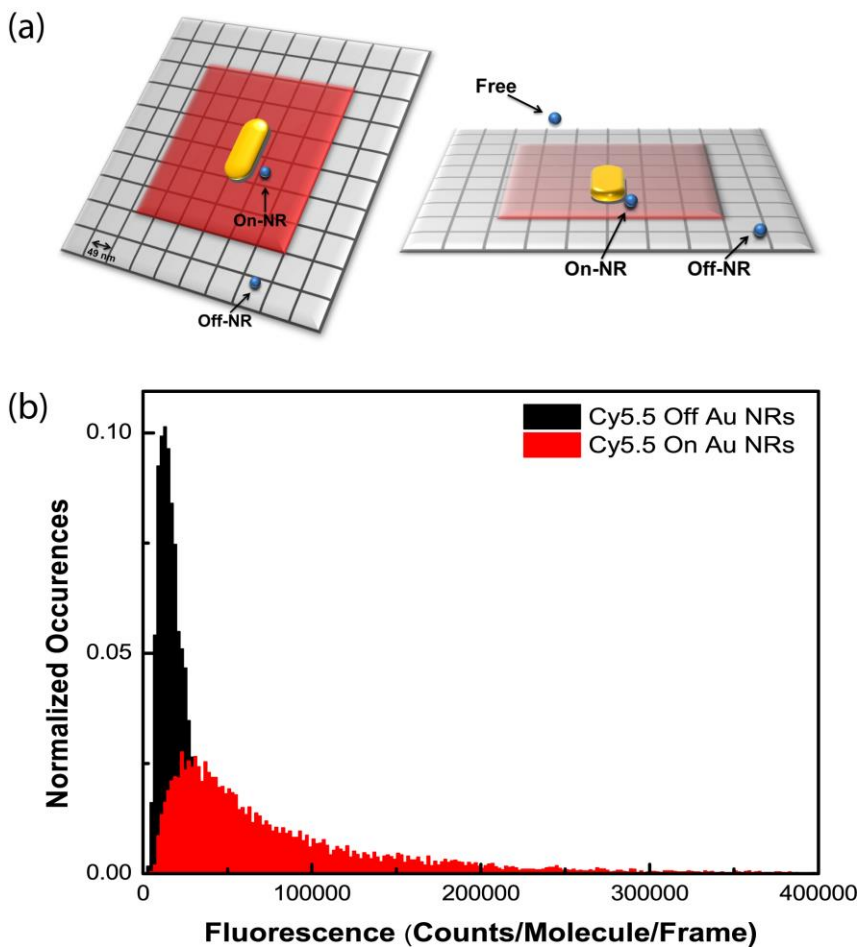 (a)
Free
On-NR
49 nm
Off-NR
On-NR
Off-NR
(b)
Cy5.5 Off Au NRs
Cy5.5 On Au NRs
0.10
0.05
0.00
Normalized Occurences
0 100000 200000 300000 400000
Fluorescence (Counts/Molecule/Frame)